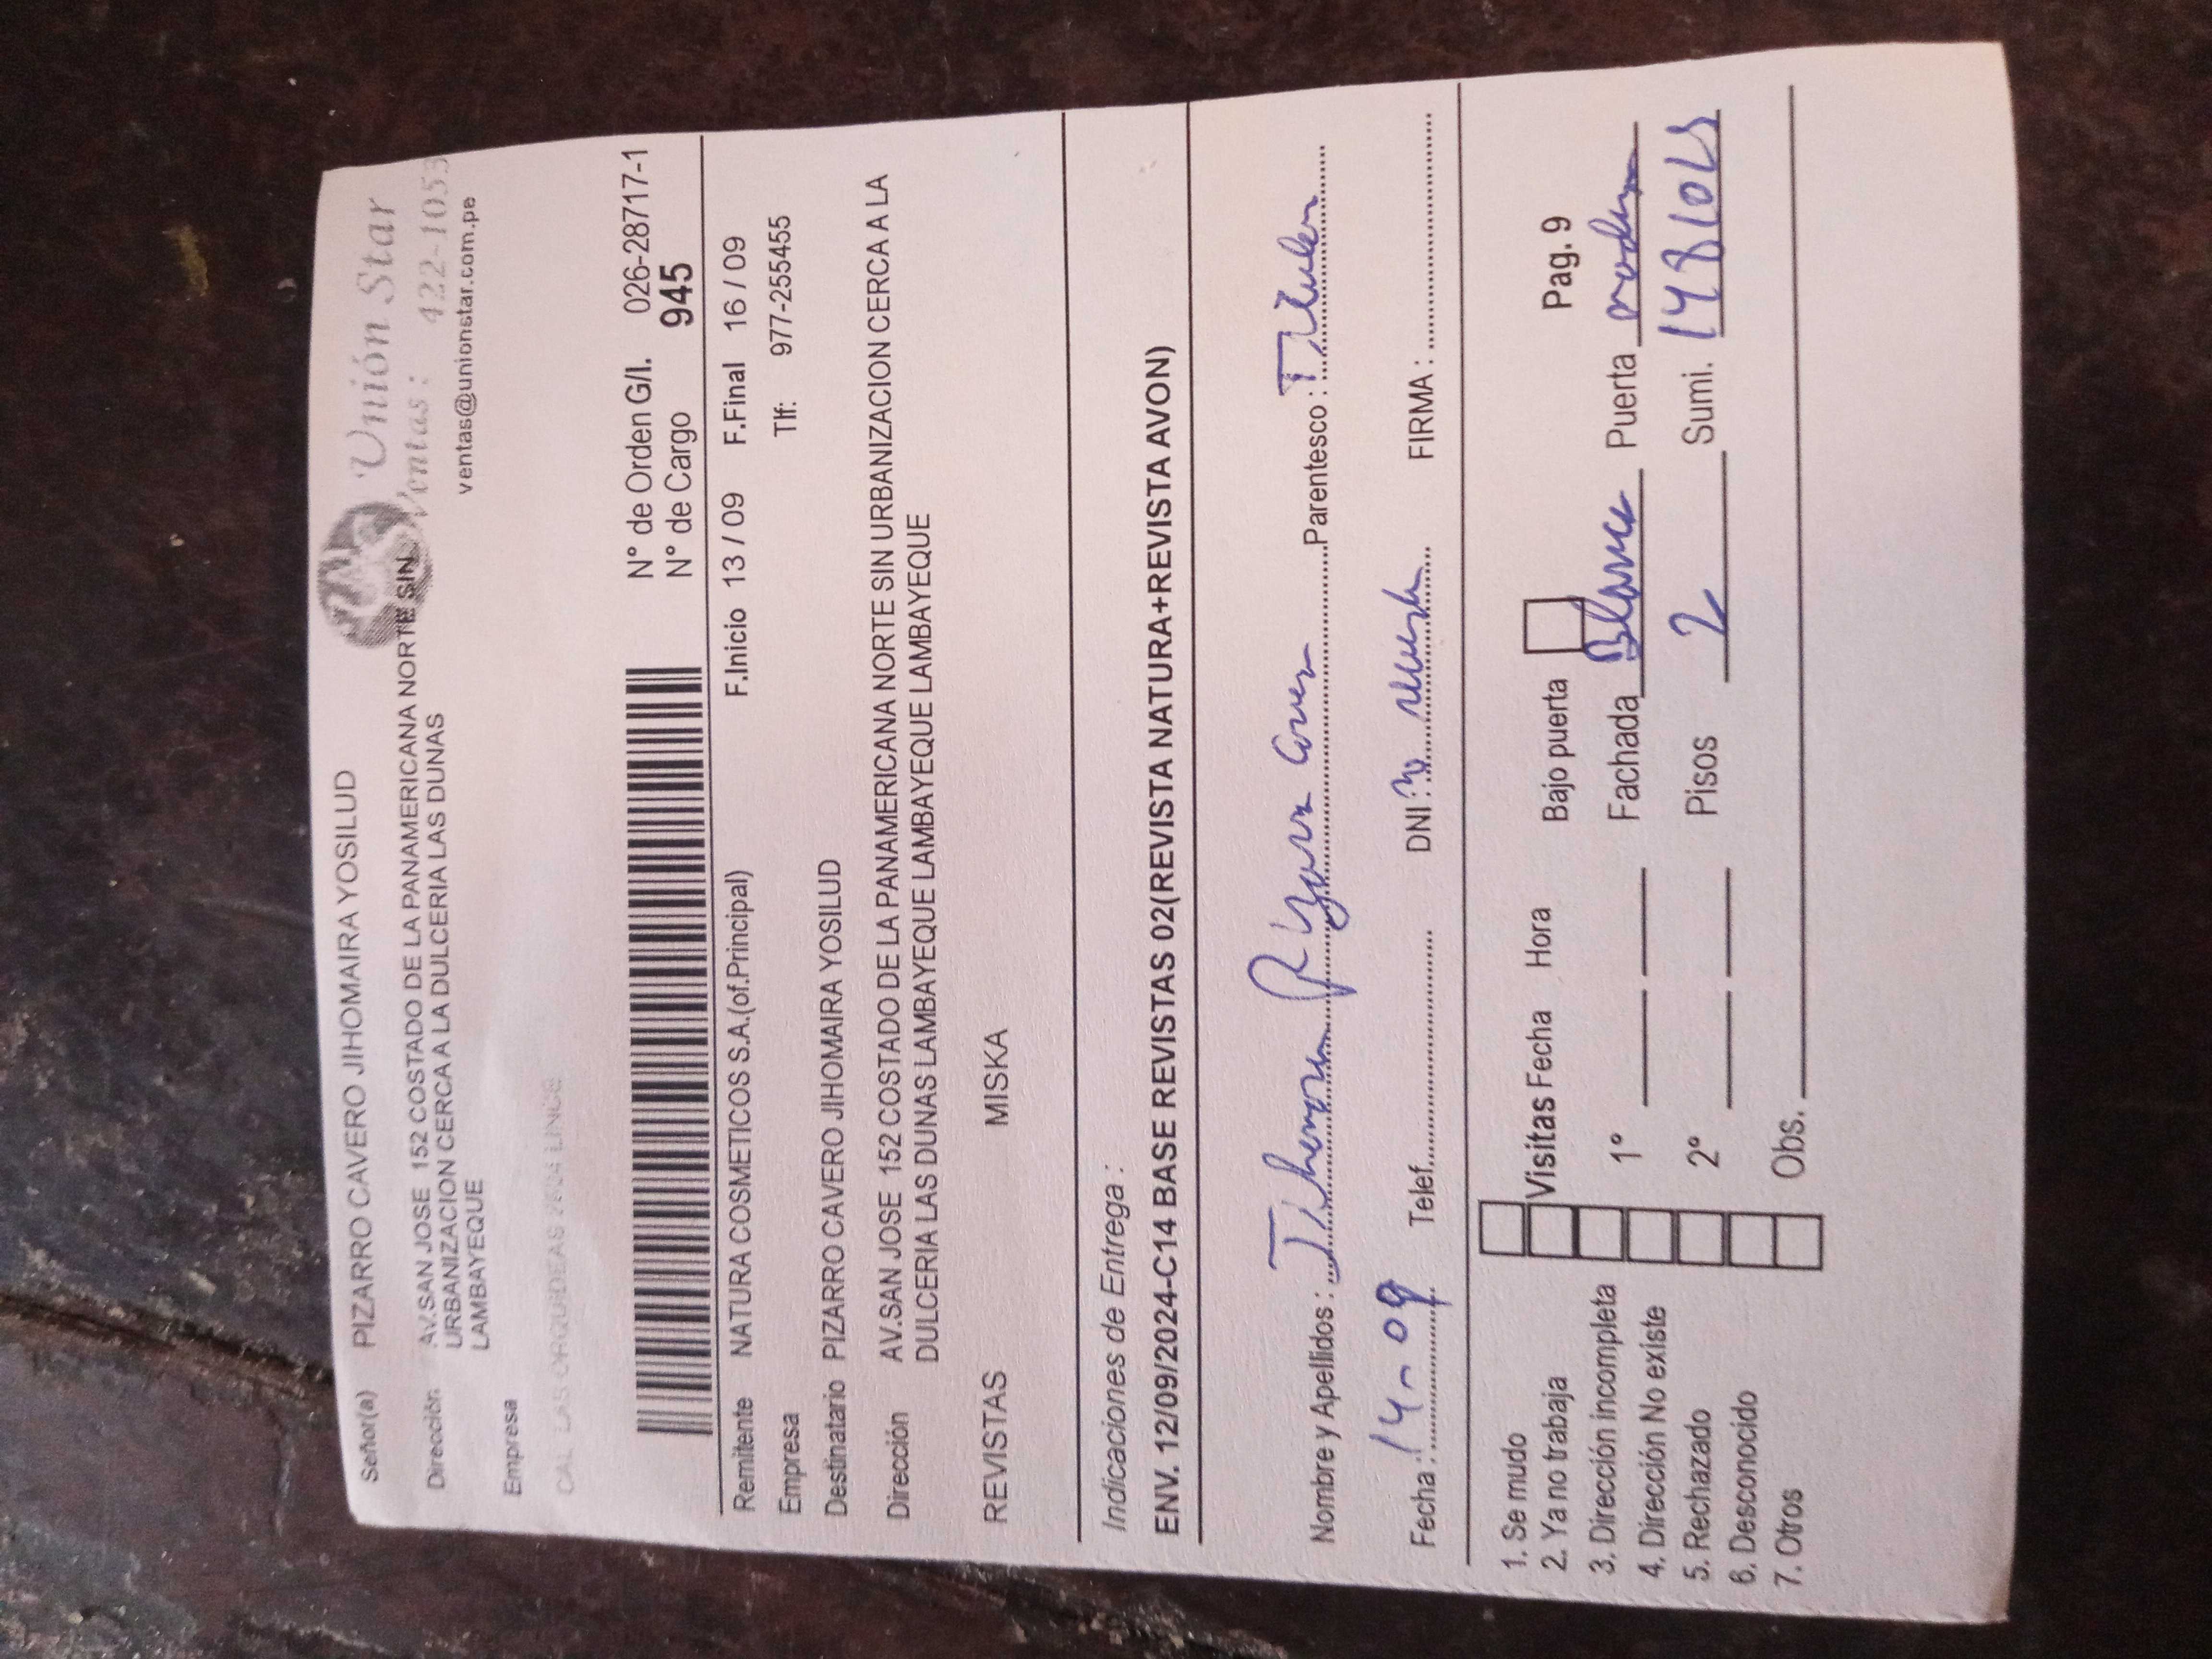 Unión Star
Ventas : 422-1053
ventas@unionstar.com.pe
Señor(a) PIZARRO CAVERO JIHOMAIRA YOSILUD
Dirección AV.SAN JOSE 152 COSTADO DE LA PANAMERICANA NORTE SIN
URBANIZACION CERCA A LA DULCERIA LAS DUNAS
LAMBAYEQUE
Empresa
CAL LAS ORQUIDEAS LINCE
N° de Orden G/I. 026-28717-1
N° de Cargo 945
Remitente NATURA COSMETICOS S.A.(of.Principal) F.Inicio 13 / 09 F.Final 16 / 09
Empresa Tlf: 977-255455
Destinatario PIZARRO CAVERO JIHOMAIRA YOSILUD
Dirección AV.SAN JOSE 152 COSTADO DE LA PANAMERICANA NORTE SIN URBANIZACION CERCA A LA
DULCERIA LAS DUNAS LAMBAYEQUE LAMBAYEQUE LAMBAYEQUE
REVISTAS MISKA
Indicaciones de Entrega :
ENV. 12/09/2024-C14 BASE REVISTAS 02(REVISTA NATURA+REVISTA AVON)
Nombre y Apellidos : Parentesco : Titular
Fecha : 14-09 Telef. DNI : FIRMA :
1. Se mudo
2. Ya no trabaja
3. Dirección incompleta
4. Dirección No existe
5. Rechazado
6. Desconocido
7. Otros
Visitas Fecha Hora
1°
2°
Obs.
Bajo puerta Pag. 9
Fachada Blanca Puerta
Pisos 2 Sumi.